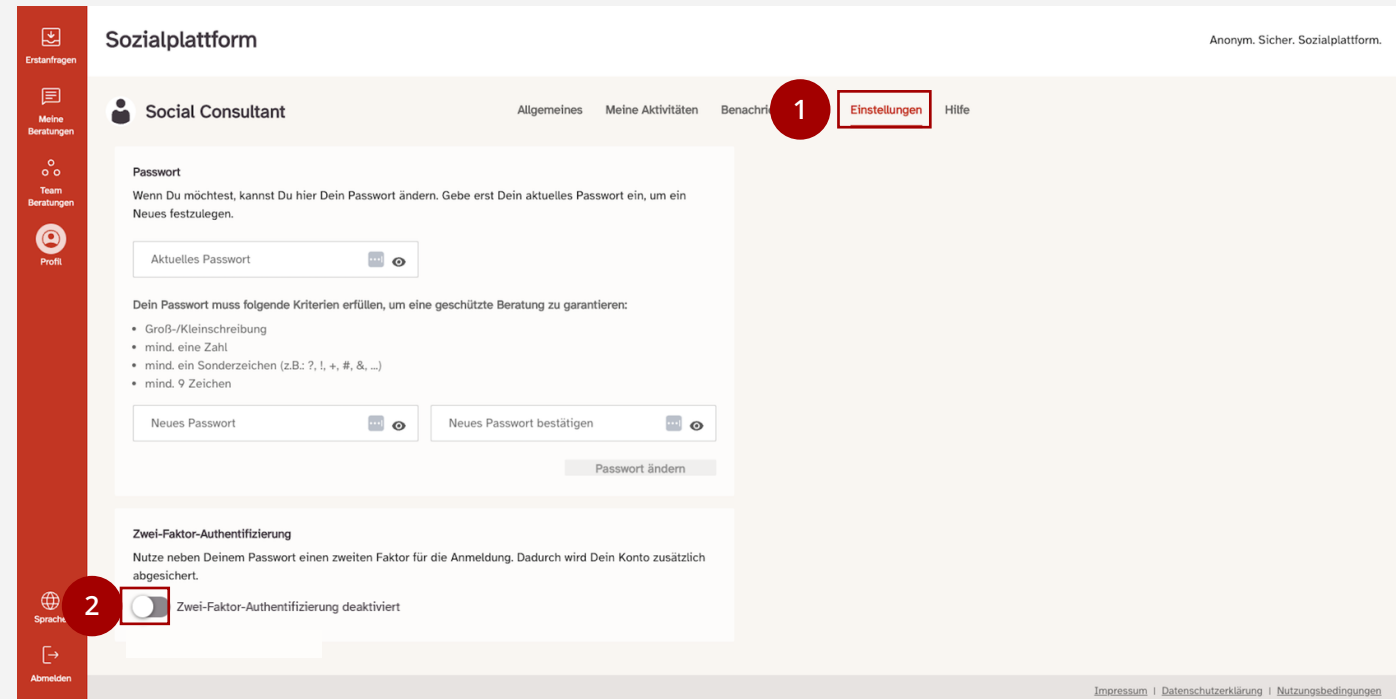 Erstanfragen
Meine
Beratungen
Team
Beratungen
Profil
Sprache
Abmelden
Sozialplattform
Anonym. Sicher. Sozialplattform.
Social Consultant
Allgemeines Meine Aktivitäten 1 Einstellungen Hilfe
Passwort
Wenn Du möchtest, kannst Du hier Dein Passwort ändern. Gebe erst Dein aktuelles Passwort ein, um ein
Neues festzulegen.
Aktuelles Passwort
Dein Passwort muss folgende Kriterien erfüllen, um eine geschützte Beratung zu garantieren:
• Groß-/Kleinschreibung
• mind. eine Zahl
• mind. ein Sonderzeichen (z.B.: ?, !, +, #, &, ...)
• mind. 9 Zeichen
Neues Passwort
Neues Passwort bestätigen
Passwort ändern
Zwei-Faktor-Authentifizierung
Nutze neben Deinem Passwort einen zweiten Faktor für die Anmeldung. Dadurch wird Dein Konto zusätzlich
abgesichert.
2 Zwei-Faktor-Authentifizierung deaktiviert
Impressum | Datenschutzerklärung | Nutzungsbedingungen